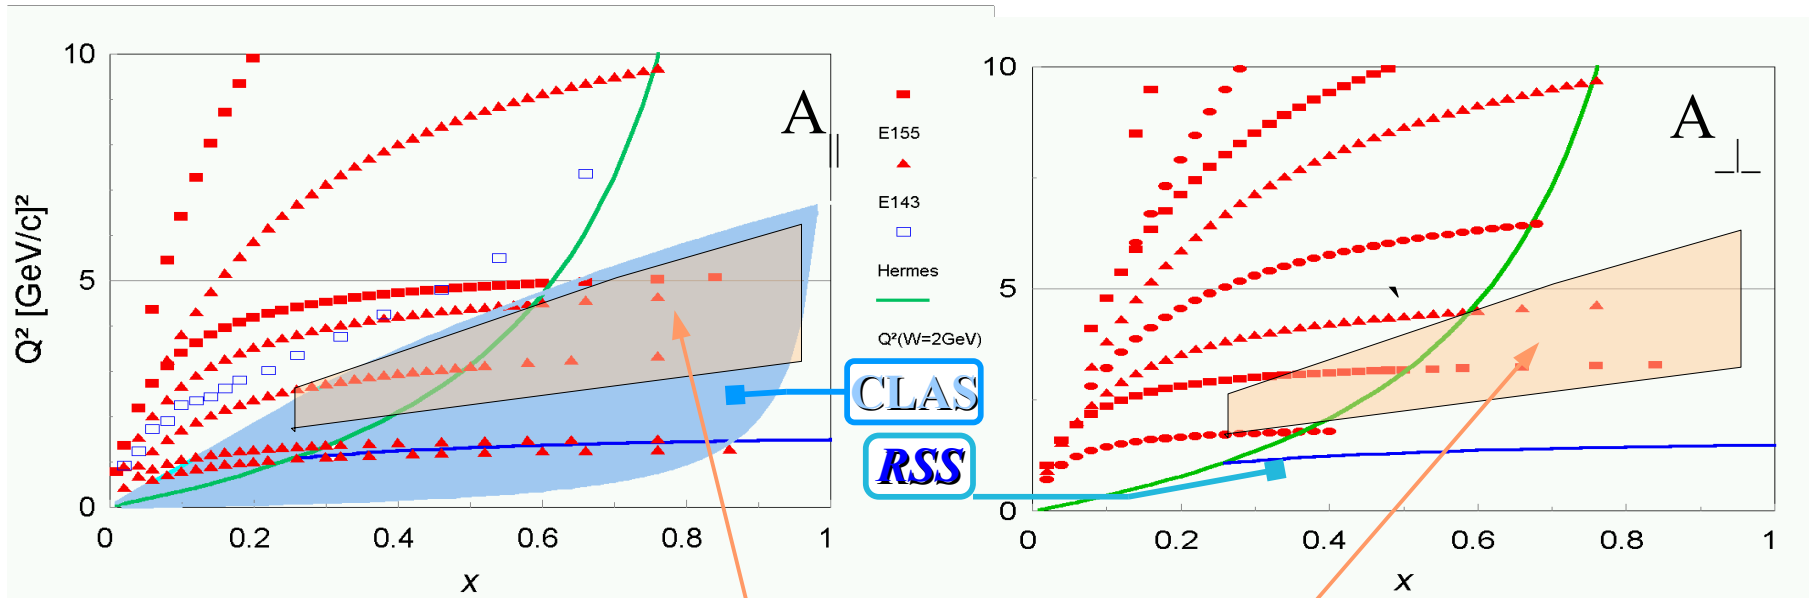 10
5
0
Q² [GeV/c]²
0
0.2
0.4
0.6
0.8
1
x
A||
E155
E143
Hermes
Q²(W=2GeV)
CLAS
RSS
10
5
0
0
0.2
0.4
0.6
0.8
1
x
A⊥